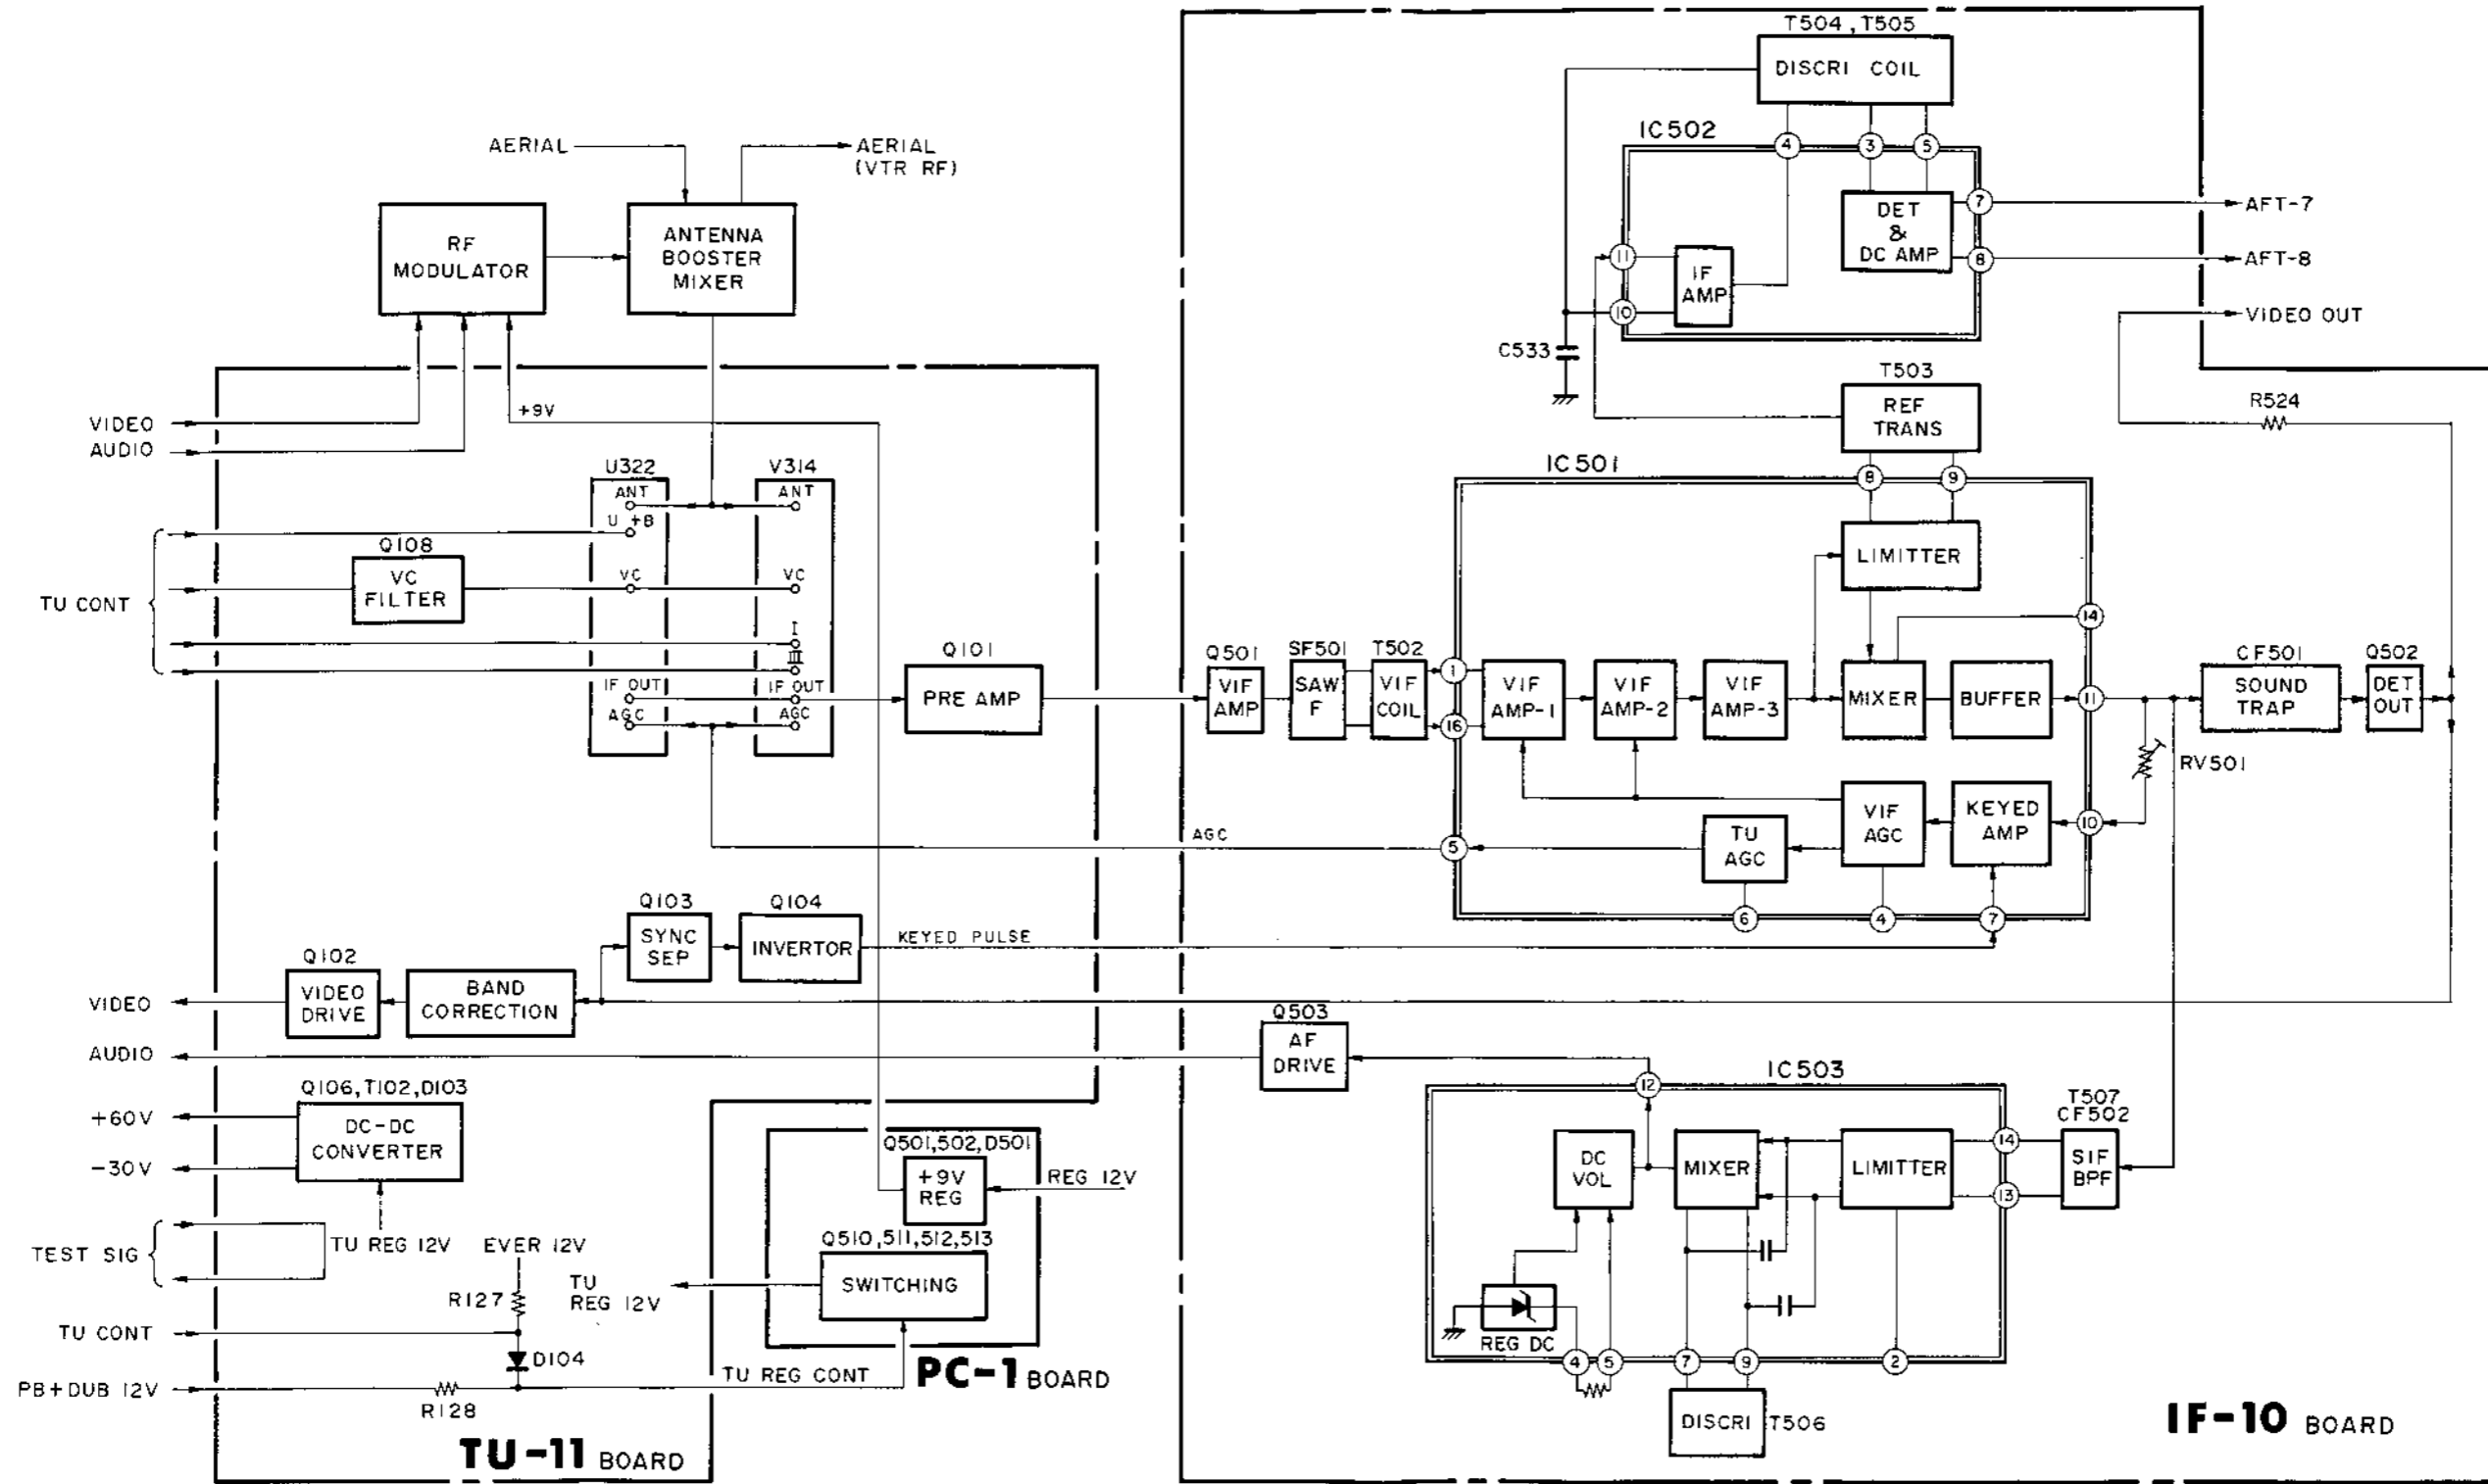 T504, T505
DISCRI COIL
IC502
4
3
5
DET
&
DC AMP
7
8
AFT-7
AFT-8
11
IF
AMP
10
C533
VIDEO OUT
AERIAL
AERIAL
(VTR RF)
RF
MODULATOR
ANTENNA
BOOSTER
MIXER
VIDEO
AUDIO
+9V
T503
REF
TRANS
R524
U322
V314
ANT
ANT
U +B
Q108
VC
FILTER
VC
VC
TU CONT
I
III
IF OUT
IF OUT
AGC
AGC
Q101
PRE AMP
IC501
8
9
LIMITTER
14
Q501
VIF
AMP
SF501
SAW
F
T502
VIF
COIL
1
16
VIF
AMP-1
VIF
AMP-2
VIF
AMP-3
MIXER
BUFFER
11
CF501
SOUND
TRAP
Q502
DET
OUT
RV501
AGC
5
TU
AGC
VIF
AGC
KEYED
AMP
10
6
4
7
Q103
SYNC
SEP
Q104
INVERTOR
KEYED PULSE
Q102
VIDEO
DRIVE
BAND
CORRECTION
VIDEO
AUDIO
Q503
AF
DRIVE
Q106,T102,D103
DC-DC
CONVERTER
+60V
-30V
TEST SIG
TU REG 12V
EVER 12V
R127
TU CONT
D104
PB+DUB 12V
R128
TU REG CONT
TU-11 BOARD
Q501,502,D501
+9V
REG
REG 12V
Q510,511,512,513
SWITCHING
TU
REG 12V
PC-1 BOARD
IC503
12
DC
VOL
MIXER
LIMITTER
14
13
T507
CF502
SIF
BPF
REG DC
4
5
7
9
2
DISCRI
T506
IF-10 BOARD